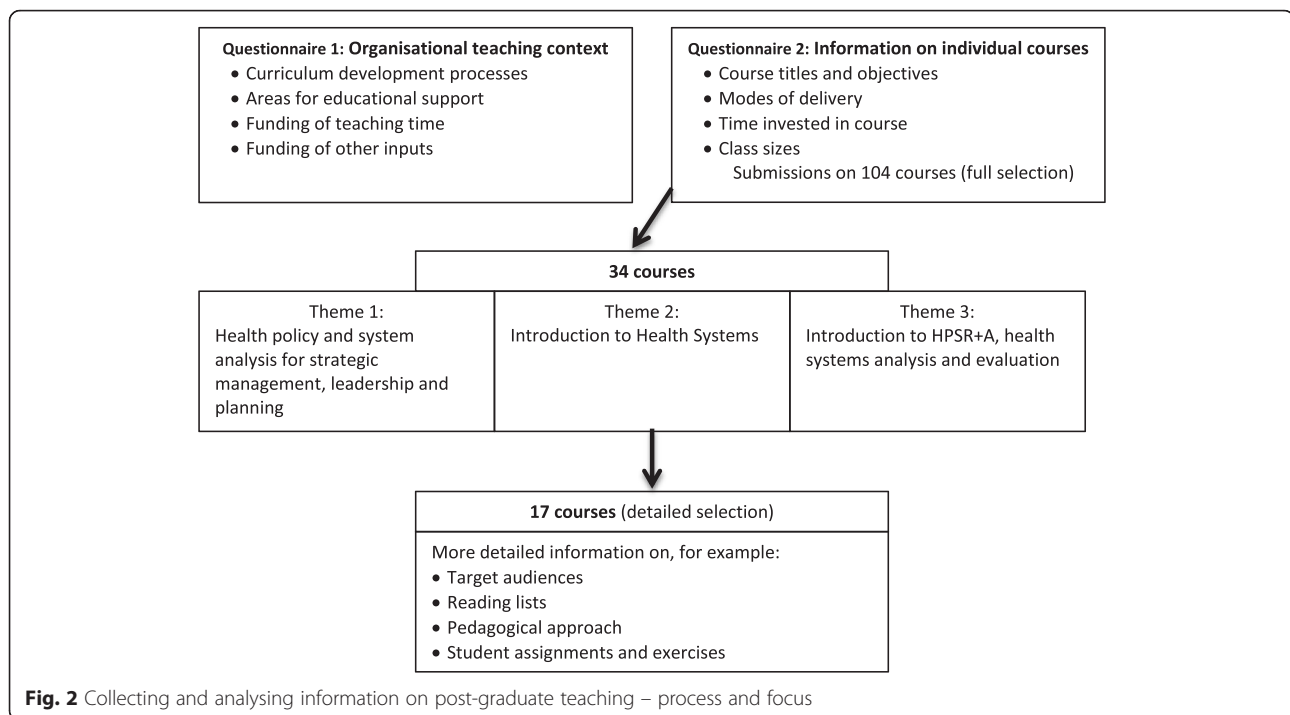 Questionnaire 1: Organisational teaching context
• Curriculum development processes
• Areas for educational support
• Funding of teaching time
• Funding of other inputs
Questionnaire 2: Information on individual courses
• Course titles and objectives
• Modes of delivery
• Time invested in course
• Class sizes
Submissions on 104 courses (full selection)
34 courses
Theme 1:
Health policy and system
analysis for strategic
management, leadership and
planning
Theme 2:
Introduction to Health Systems
Theme 3:
Introduction to HPSR+A, health
systems analysis and evaluation
17 courses (detailed selection)
More detailed information on, for example:
• Target audiences
• Reading lists
• Pedagogical approach
• Student assignments and exercises
Fig. 2 Collecting and analysing information on post-graduate teaching – process and focus